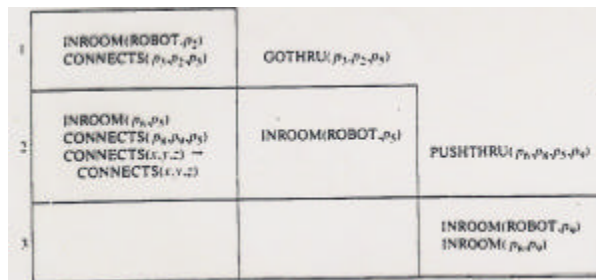 1
INROOM(ROBOT,p₂)
CONNECTS(p₃,p₂,p₅)
GOTHRU(p₃,p₂,p₅)
2
INROOM(p₆,p₅)
CONNECTS(p₈,p₉,p₅)
CONNECTS(x,y,z) →
CONNECTS(x,y,z)
INROOM(ROBOT,p₅)
PUSHTHRU(p₆,p₈,p₅,p₉)
3
INROOM(ROBOT,p₉)
INROOM(p₆,p₉)